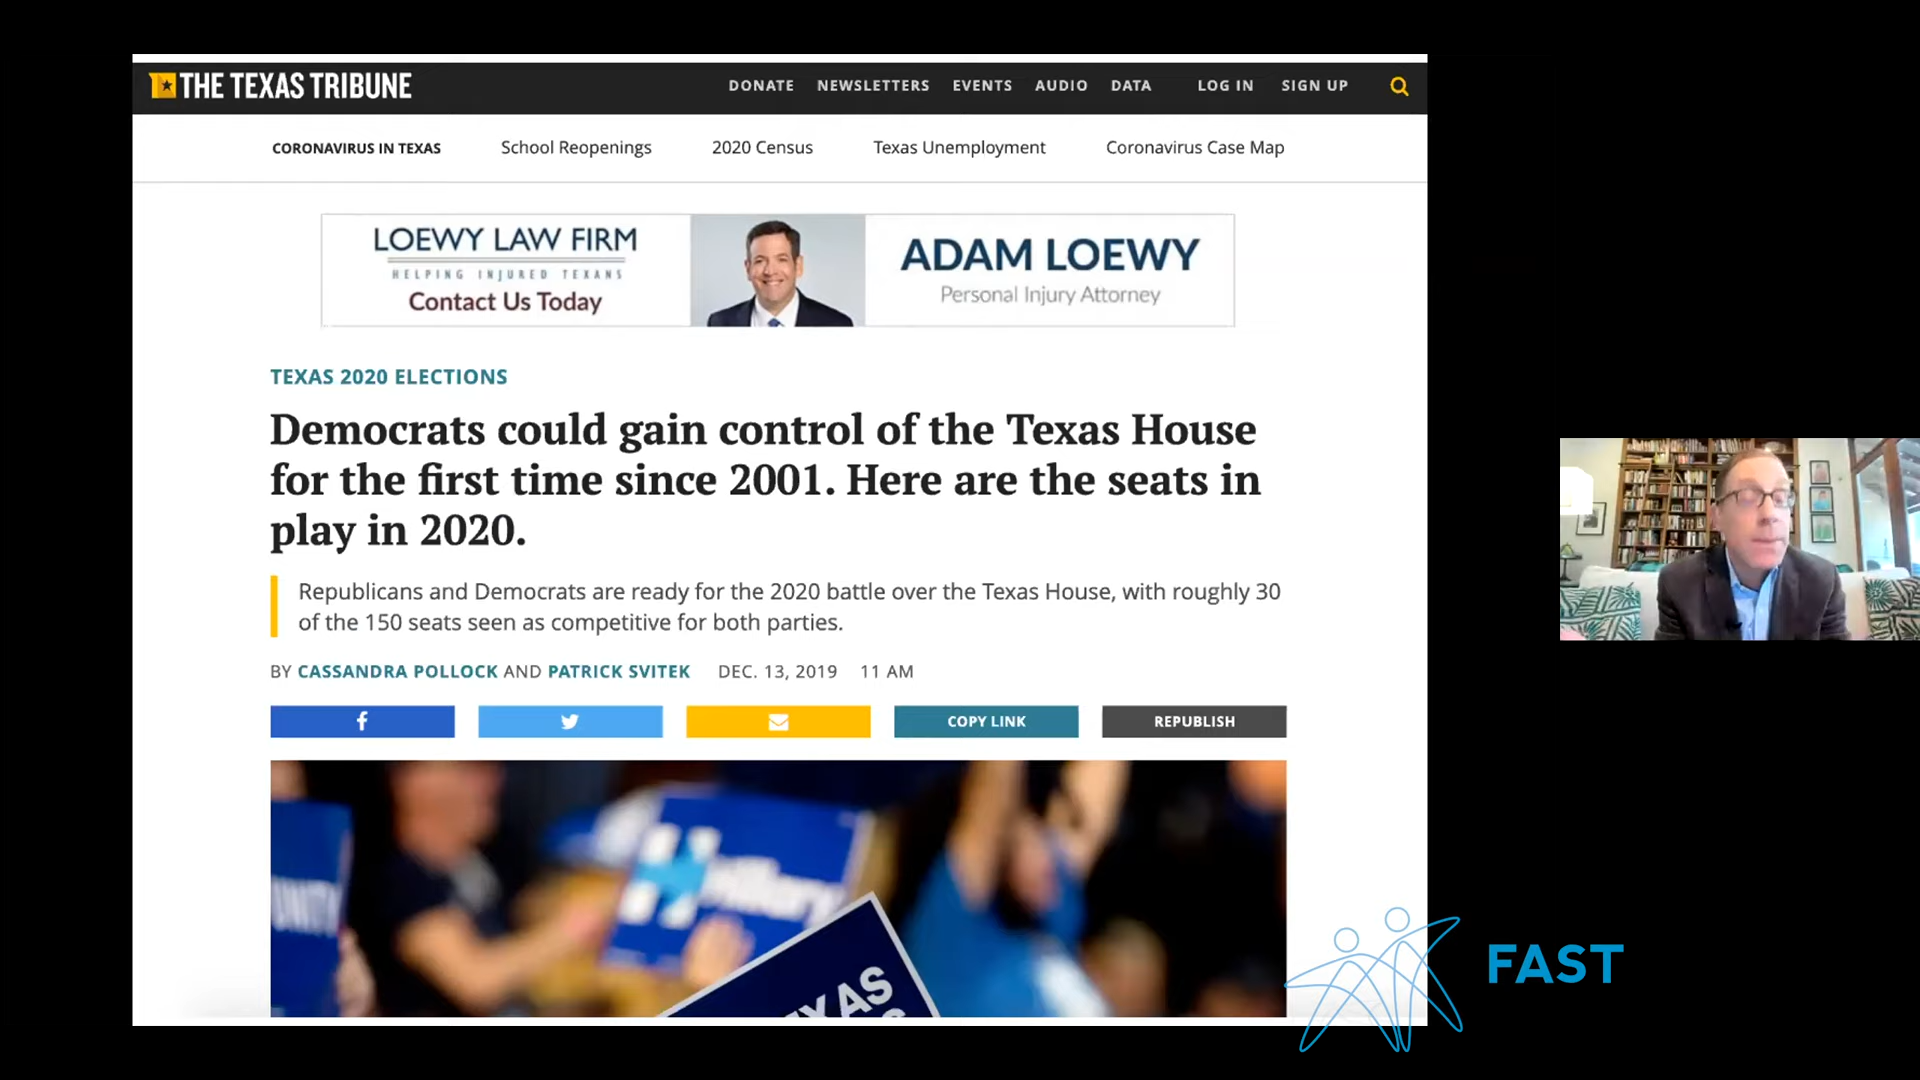 THE TEXAS TRIBUNE
DONATE NEWSLETTERS EVENTS AUDIO DATA LOG IN SIGN UP
CORONAVIRUS IN TEXAS School Reopenings 2020 Census Texas Unemployment Coronavirus Case Map
LOEWY LAW FIRM
HELPING INJURED TEXANS
Contact Us Today
ADAM LOEWY
Personal Injury Attorney
TEXAS 2020 ELECTIONS
Democrats could gain control of the Texas House
for the first time since 2001. Here are the seats in
play in 2020.
Republicans and Democrats are ready for the 2020 battle over the Texas House, with roughly 30
of the 150 seats seen as competitive for both parties.
BY CASSANDRA POLLOCK AND PATRICK SVITEK DEC. 13, 2019 11 AM
COPY LINK REPUBLISH
FAST